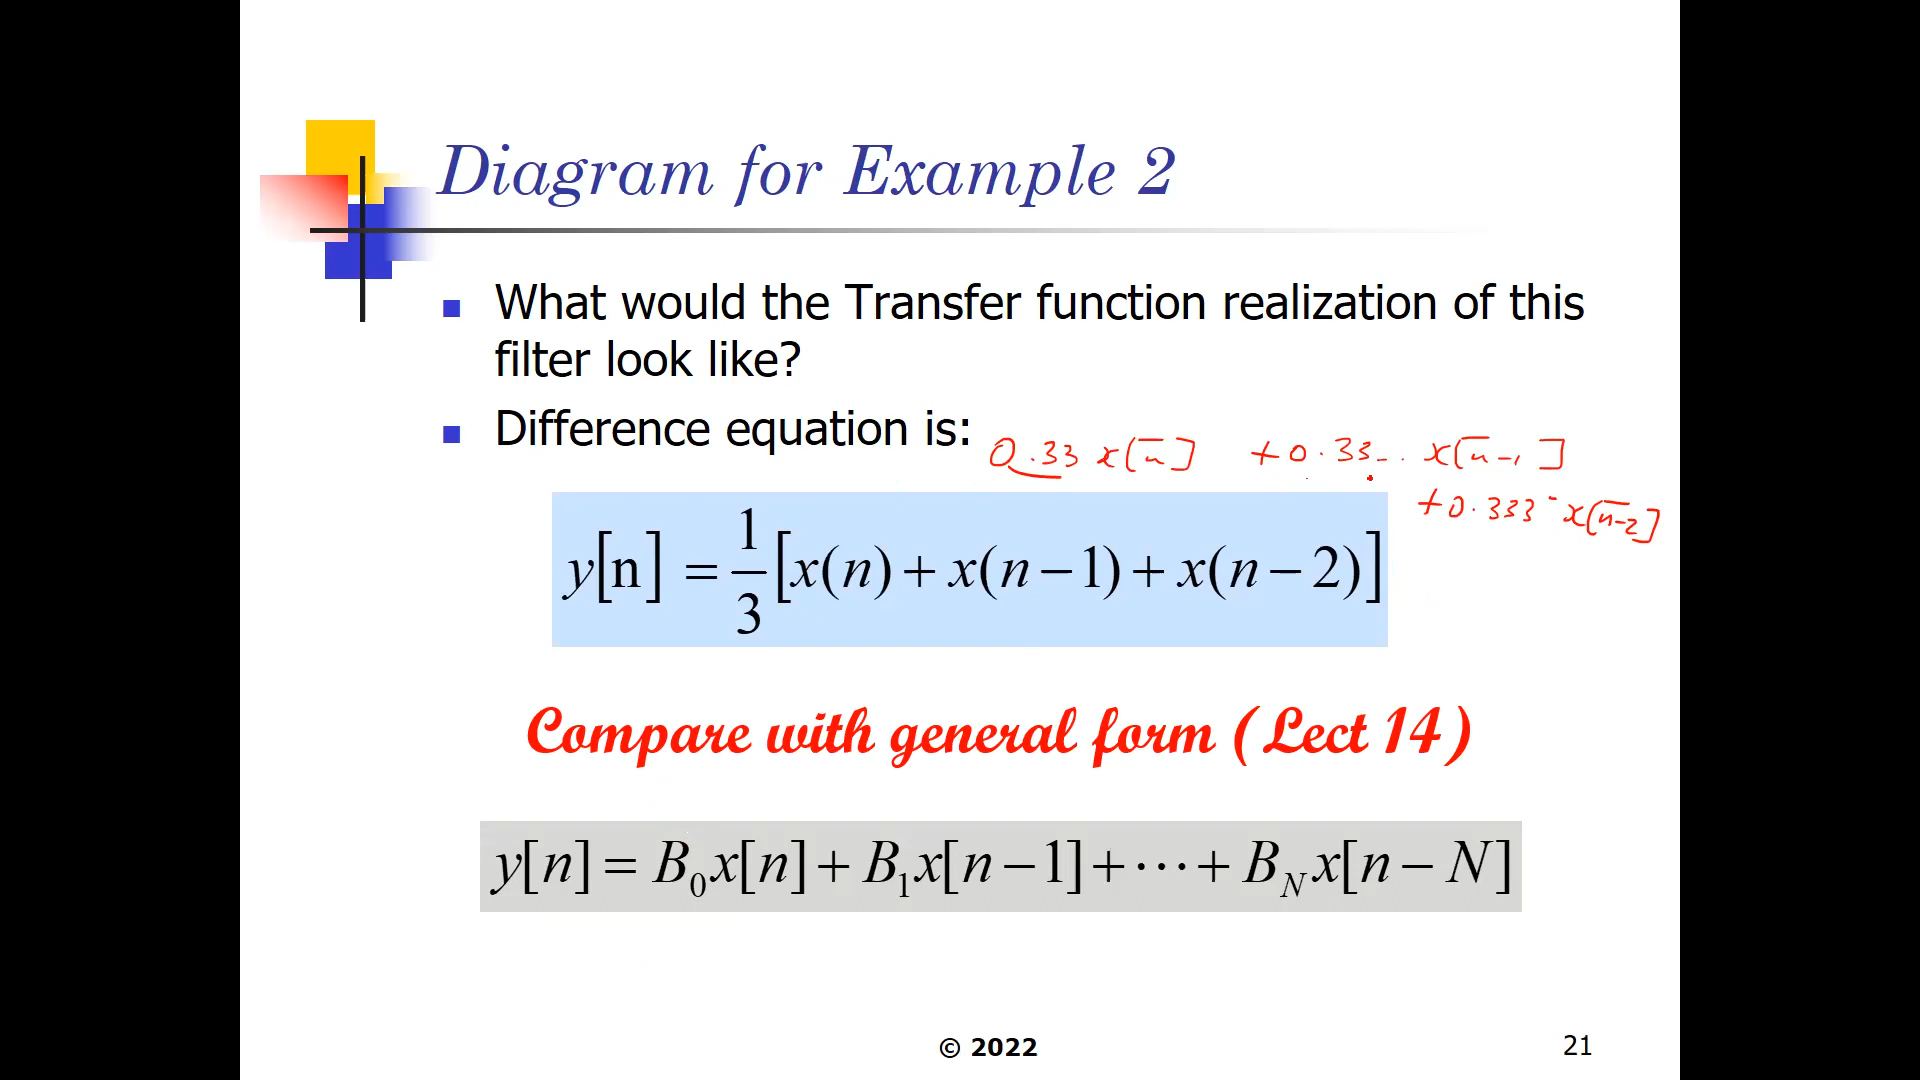 Diagram for Example 2
What would the Transfer function realization of this
filter look like?
Difference equation is:
0.33 x[n] +0.33_. x[n-1]
+0.333 x[n-2]
y[n] = 1/3 [x(n) + x(n − 1) + x(n − 2)]
Compare with general form (Lect 14)
y[n] = B₀x[n] + B₁x[n − 1] + ⋯ + B_N x[n − N]
© 2022
21